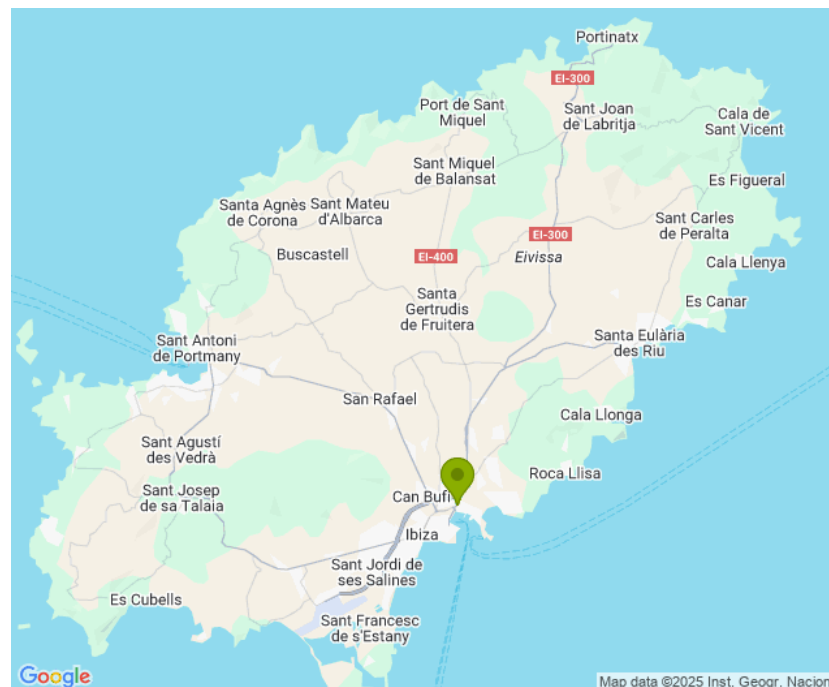 Portinatx
EI-300
Port de Sant
Miquel
Sant Joan
de Labritja
Cala de
Sant Vicent
Sant Miquel
de Balansat
Es Figueral
Santa Agnès
de Corona
Sant Mateu
d'Albarca
Sant Carles
de Peralta
EI-300
Buscastell
EI-400
Eivissa
Cala Llenya
Santa
Gertrudis
de Fruitera
Es Canar
Sant Antoni
de Portmany
Santa Eulària
des Riu
San Rafael
Cala Llonga
Sant Agustí
des Vedrà
Roca Llisa
Sant Josep
de sa Talaia
Can Bufí
Ibiza
Sant Jordi de
ses Salines
Es Cubells
Sant Francesc
de s'Estany
Google
Map data ©2025 Inst. Geogr. Nacion